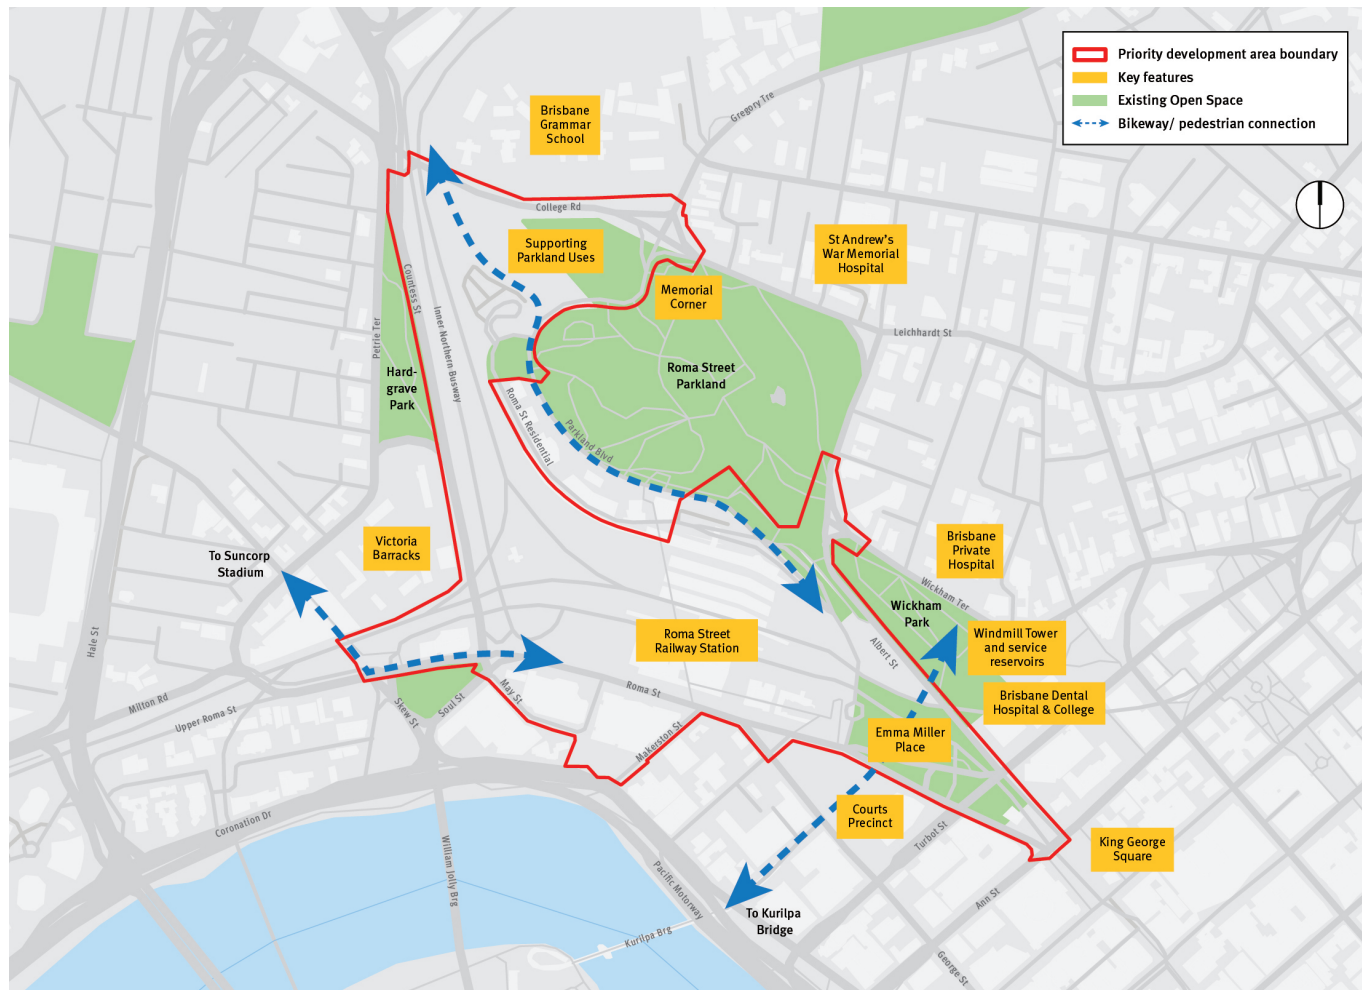 Priority development area boundary
Key features
Existing Open Space
Bikeway/ pedestrian connection
Gregory Tre
Brisbane
Grammar
School
College Rd
Supporting
Parkland Uses
St Andrew's
War Memorial
Hospital
Memorial
Corner
Countess St
Inner Northern Busway
Petrie Ter
Leichhardt St
Hard-
grave
Park
Roma Street
Parkland
Roma St Residential
Parkland Blvd
Victoria
Barracks
To Suncorp
Stadium
Brisbane
Private
Hospital
Wickham Ter
Wickham
Park
Hale St
Roma Street
Railway Station
Albert St
Windmill Tower
and service
reservoirs
Milton Rd
Upper Roma St
Skew St
Soul St
May St
Roma St
Makerston St
Brisbane Dental
Hospital & College
Emma Miller
Place
Courts
Precinct
Turbot St
King George
Square
Coronation Dr
William Jolly Brg
Pacific Motorway
Ann St
To Kurilpa
Bridge
Kurilpa Brg
George St